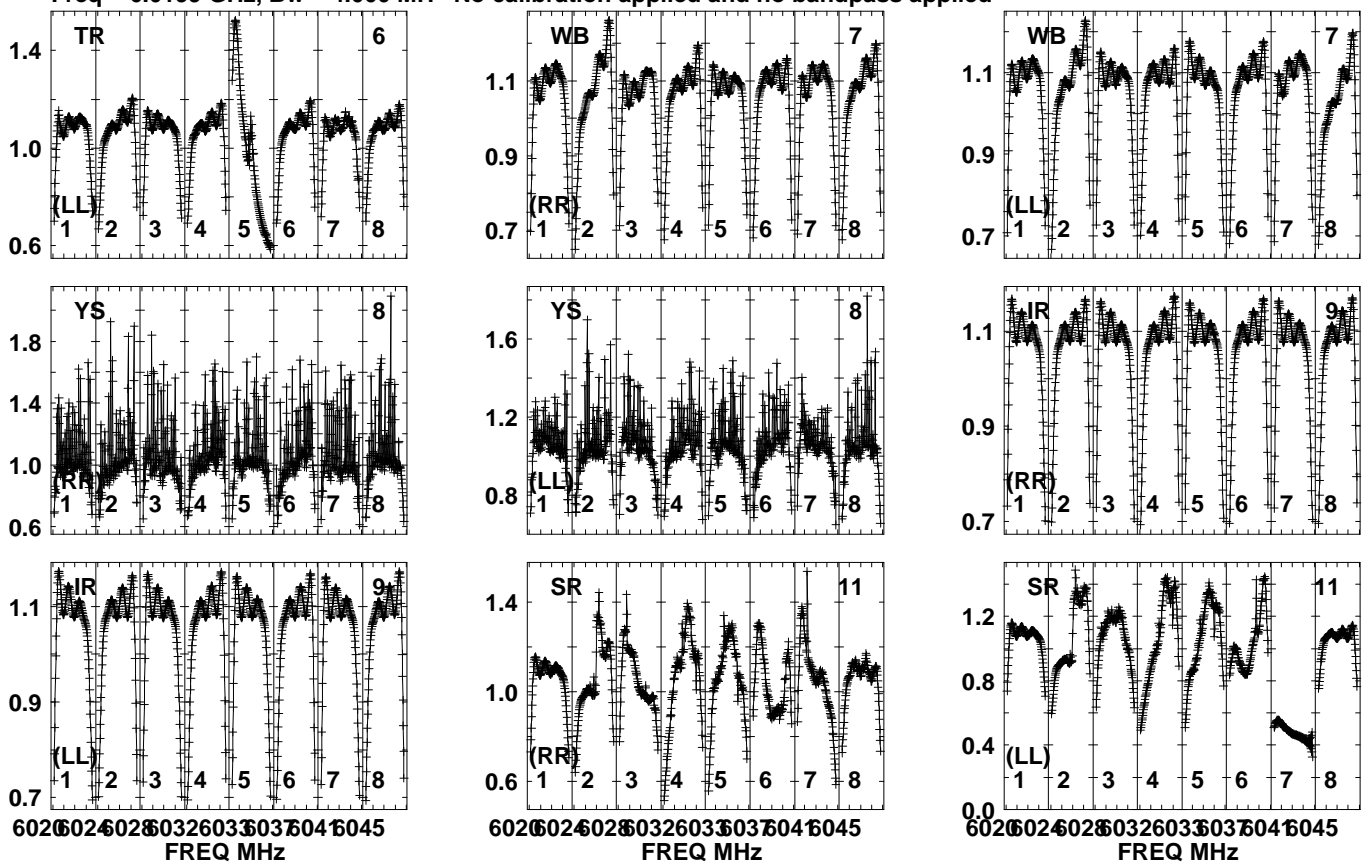 Freq = GHz, Bw = No calibration applied and no bandpass applied
TR 6
1.4
1.0
0.6
(LL)
1 2 3 4 5 6 7 8
WB 7
1.1
1.0
0.9
0.8
0.7
(RR)
1 2 3 4 5 6 7 8
WB 7
1.1
0.9
0.7
(LL)
1 2 3 4 5 6 7 8
YS 8
1.8
1.4
1.0
0.6
(RR)
1 2 3 4 5 6 7 8
YS 8
1.6
1.2
0.8
(LL)
1 2 3 4 5 6 7 8
IR 9
1.1
0.9
0.7
(RR)
1 2 3 4 5 6 7 8
IR 9
1.1
0.9
0.7
(LL)
1 2 3 4 5 6 7 8
6020 6024 6028 6032 6033 6037 6041 6045
FREQ MHz
SR 11
1.4
1.0
0.6
(RR)
1 2 3 4 5 6 7 8
6020 6024 6028 6032 6033 6037 6041 6045
FREQ MHz
SR 11
1.2
0.8
0.4
0.0
(LL)
1 2 3 4 5 6 7 8
6020 6024 6028 6032 6033 6037 6041 6045
FREQ MHz